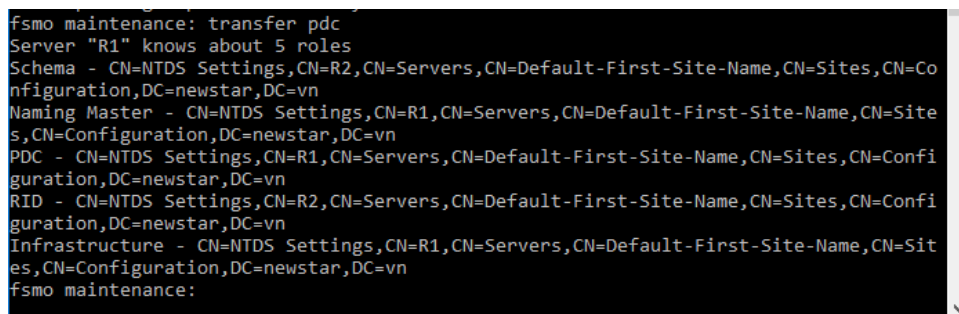 fsmo maintenance: transfer pdc
Server "R1" knows about 5 roles
Schema - CN=NTDS Settings,CN=R2,CN=Servers,CN=Default-First-Site-Name,CN=Sites,CN=Co
nfiguration,DC=newstar,DC=vn
Naming Master - CN=NTDS Settings,CN=R1,CN=Servers,CN=Default-First-Site-Name,CN=Site
s,CN=Configuration,DC=newstar,DC=vn
PDC - CN=NTDS Settings,CN=R1,CN=Servers,CN=Default-First-Site-Name,CN=Sites,CN=Confi
guration,DC=newstar,DC=vn
RID - CN=NTDS Settings,CN=R2,CN=Servers,CN=Default-First-Site-Name,CN=Sites,CN=Confi
guration,DC=newstar,DC=vn
Infrastructure - CN=NTDS Settings,CN=R1,CN=Servers,CN=Default-First-Site-Name,CN=Sit
es,CN=Configuration,DC=newstar,DC=vn
fsmo maintenance: